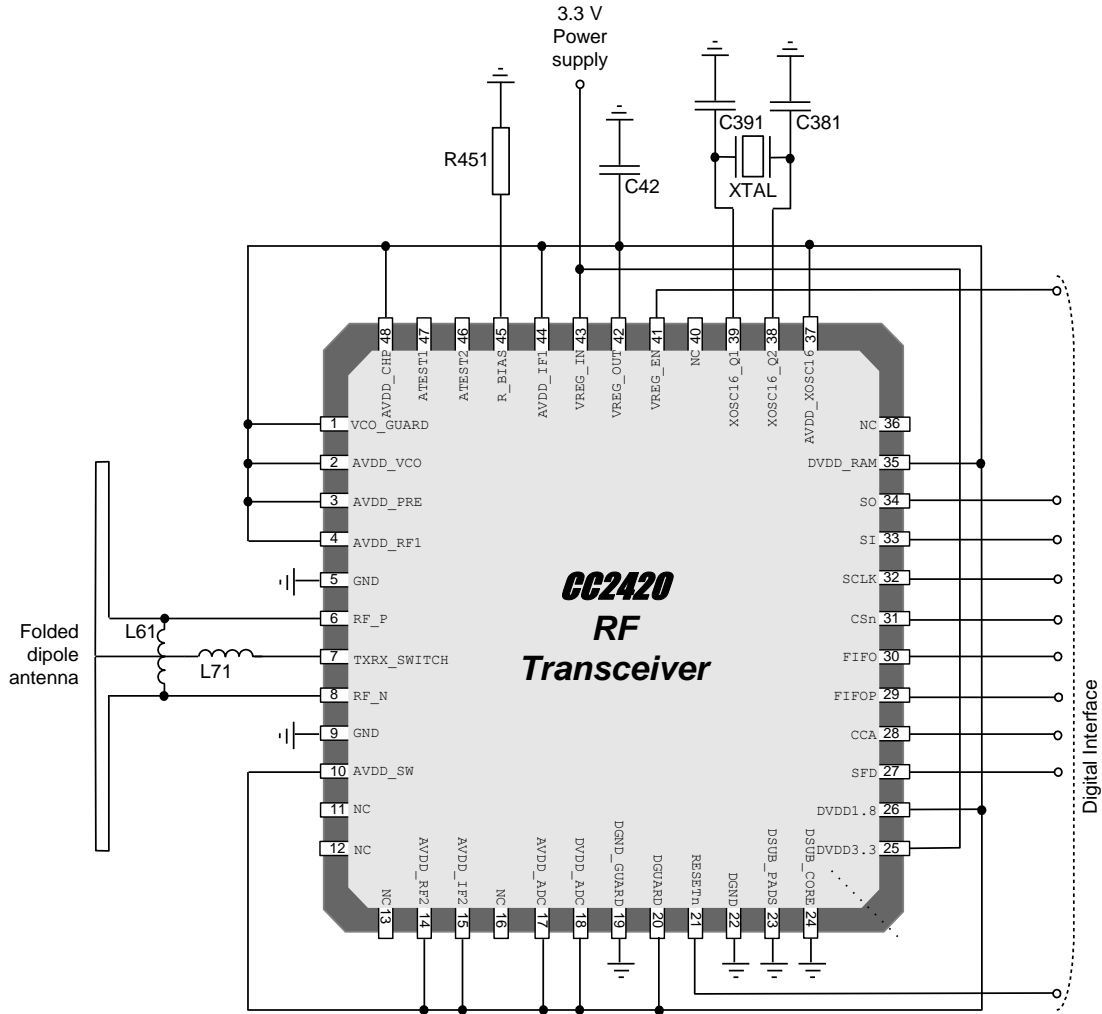 3.3 V
Power
supply
C391
C381
R451
C42
XTAL
48
47
46
45
44
43
42
41
40
39
38
37
AVDD_CHP
ATEST1
ATEST2
R_BIAS
AVDD_IF1
VREG_IN
VREG_OUT
VREG_EN
NC
XOSC16_Q1
XOSC16_Q2
AVDD_XOSC16
1 VCO_GUARD
2 AVDD_VCO
3 AVDD_PRE
4 AVDD_RF1
5 GND
6 RF_P
7 TXRX_SWITCH
8 RF_N
9 GND
10 AVDD_SW
11 NC
12 NC
L61
L71
Folded
dipole
antenna
CC2420
RF
Transceiver
NC 36
DVDD_RAM 35
SO 34
SI 33
SCLK 32
CSn 31
FIFO 30
FIFOP 29
CCA 28
SFD 27
DVDD1.8 26
DVDD3.3 25
Digital Interface
NC
AVDD_RF2
AVDD_IF2
NC
AVDD_ADC
DVDD_ADC
DGND_GUARD
DGUARD
RESETn
DGND
DSUB_PADS
DSUB_CORE
13
14
15
16
17
18
19
20
21
22
23
24